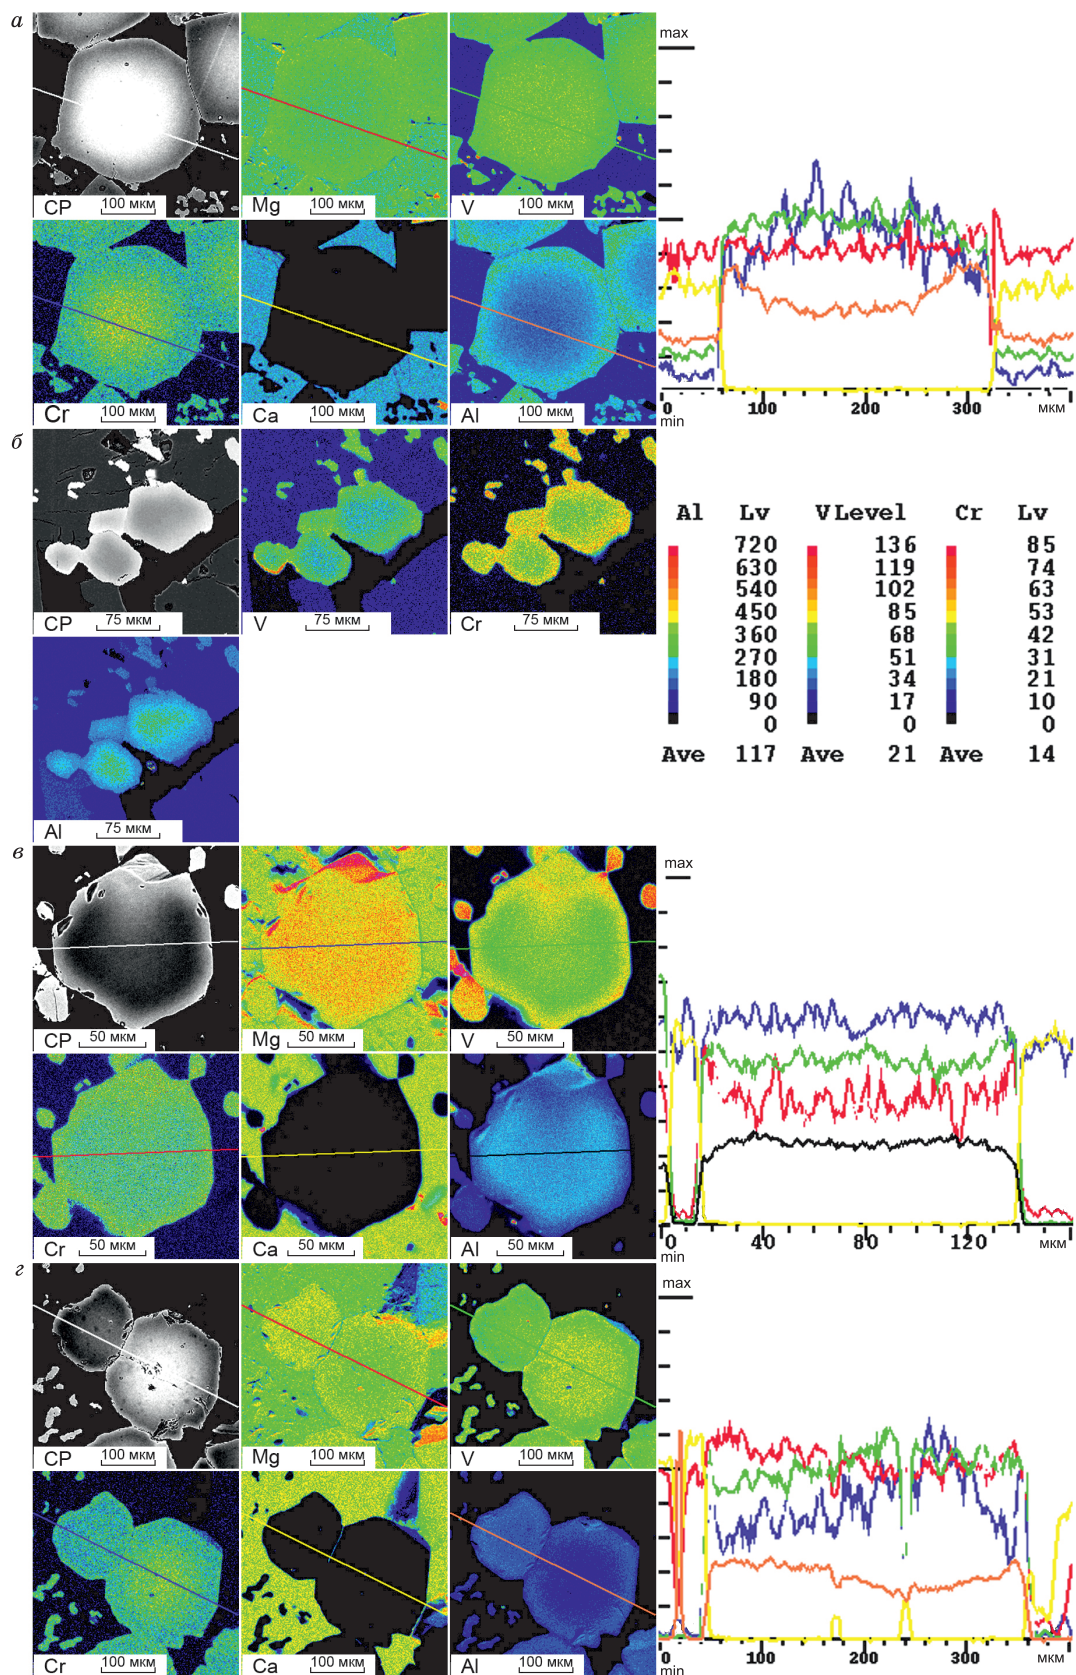 а
CP 100 мкм
Mg 100 мкм
V 100 мкм
Cr 100 мкм
Ca 100 мкм
Al 100 мкм
max
0 100 200 300 мкм
min
б
CP 75 мкм
V 75 мкм
Cr 75 мкм
Al 75 мкм
Al Lv V Level Cr Lv
720 136 85
630 119 74
540 102 63
450 85 53
360 68 42
270 51 31
180 34 21
90 17 10
0 0 0
Ave 117 Ave 21 Ave 14
в
CP 50 мкм
Mg 50 мкм
V 50 мкм
Cr 50 мкм
Ca 50 мкм
Al 50 мкм
max
0 40 80 120 мкм
min
г
CP 100 мкм
Mg 100 мкм
V 100 мкм
Cr 100 мкм
Ca 100 мкм
Al 100 мкм
max
0 100 200 300 мкм
min